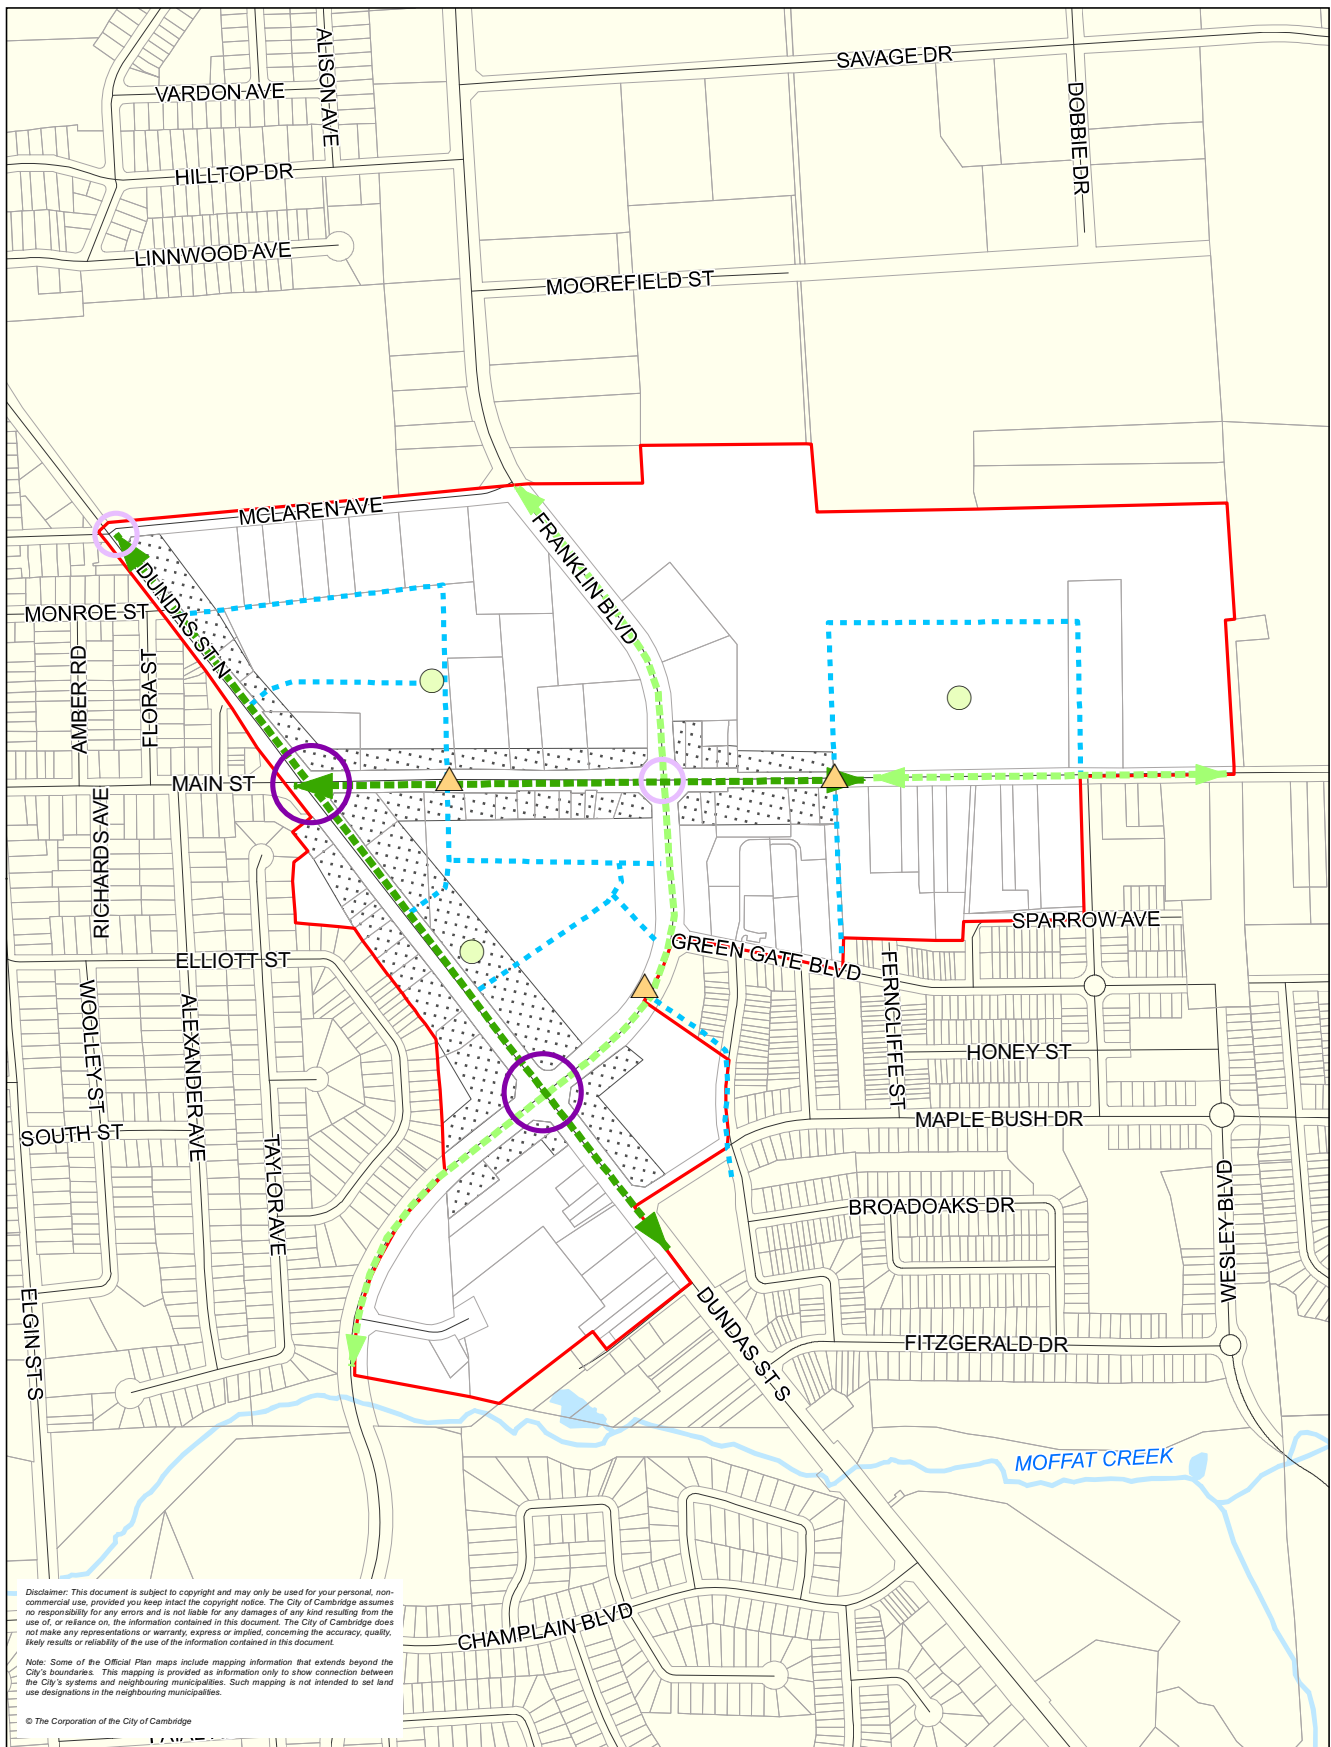 SAVAGE DR
ALISON AVE
VARDON AVE
DOBBIE DR
HILLTOP DR
LINNWOOD AVE
MOOREFIELD ST
MCLAREN AVE
FRANKLIN BLVD
DUNDAS ST N
MONROE ST
AMBER RD
FLORA ST
MAIN ST
RICHARDS AVE
SPARROW AVE
GREEN GATE BLVD
ELLIOTT ST
FERNCLIFFE ST
WOOLLEY ST
ALEXANDER AVE
HONEY ST
MAPLE BUSH DR
SOUTH ST
TAYLOR AVE
WESLEY BLVD
BROADOAKS DR
ELGIN ST S
DUNDAS ST S
FITZGERALD DR
MOFFAT CREEK
CHAMPLAIN BLVD
Disclaimer: This document is subject to copyright and may only be used for your personal, non-
commercial use, provided you keep intact the copyright notice. The City of Cambridge assumes
no responsibility for any errors and is not liable for any damages of any kind resulting from the
use of, or reliance on, the information contained in this document. The City of Cambridge does
not make any representations or warranty, express or implied, concerning the accuracy, quality,
likely results or reliability of the use of the information contained in this document.
Note: Some of the Official Plan maps include mapping information that extends beyond the
City's boundaries. This mapping is provided as information only to show connection between
the City's systems and neighbouring municipalities. Such mapping is not intended to set land
use designations in the neighbouring municipalities.
© The Corporation of the City of Cambridge